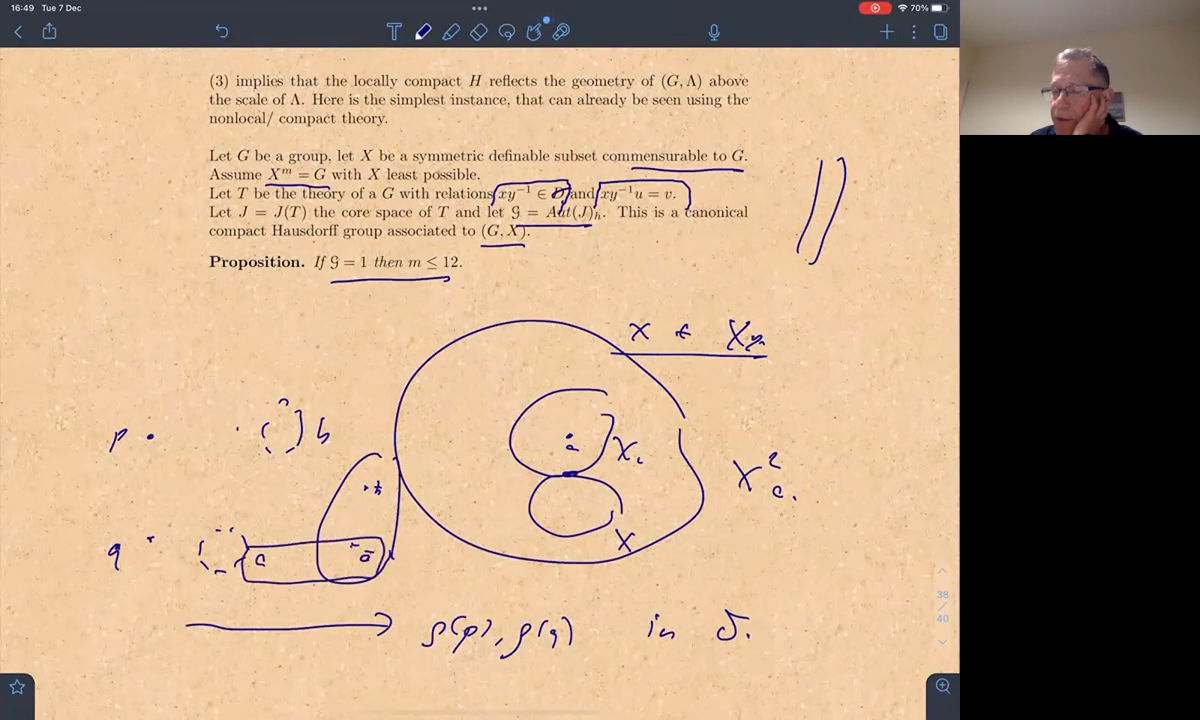 16:49 Tue 7 Dec
70%
(3) implies that the locally compact H reflects the geometry of (G, Λ) above
the scale of Λ. Here is the simplest instance, that can already be seen using the
nonlocal/ compact theory.
Let G be a group, let X be a symmetric definable subset commensurable to G.
Assume Xᵐ = G with X least possible.
Let T be the theory of a G with relations xy⁻¹ ∈ and xy⁻¹u = v.
Let J = J(T) the core space of T and let 𝒢 = Aut(J)ₕ. This is a canonical
compact Hausdorff group associated to (G, X).
Proposition. If 𝒢 = 1 then m ≤ 12.
X
p
b
X
c
q
a
X
38
/
40
ρ(p), ρ(q) in J.